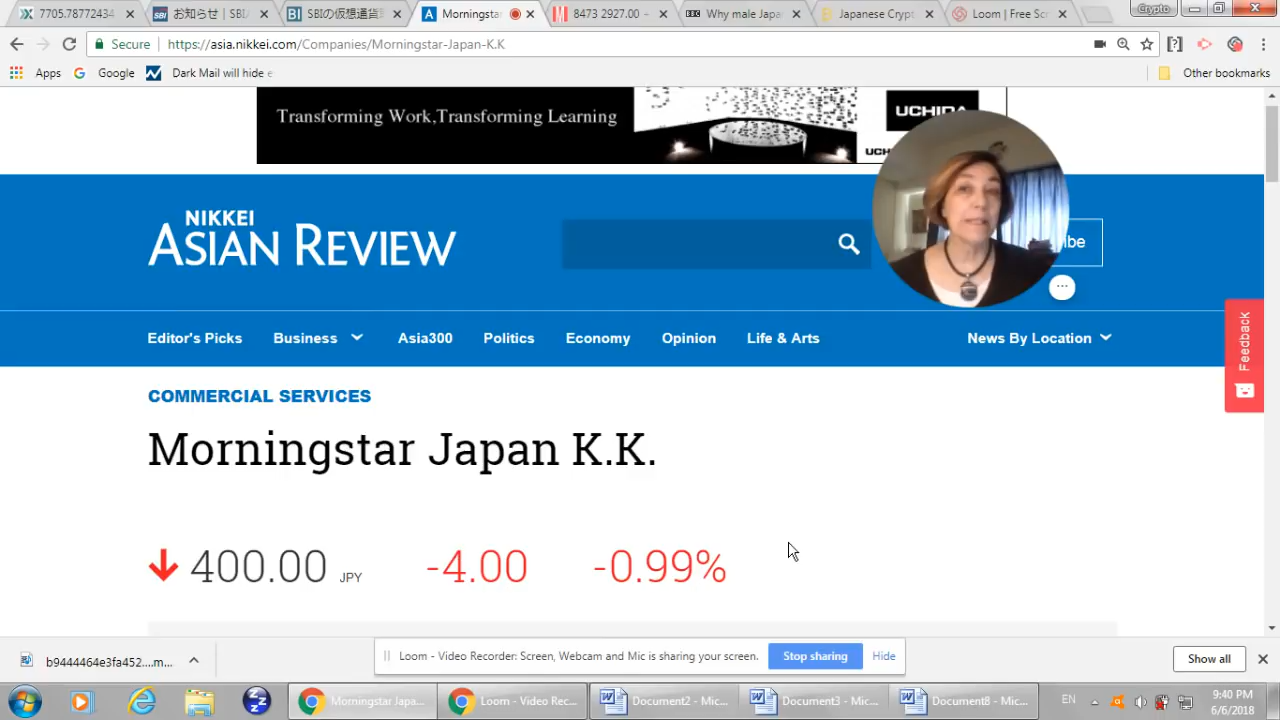 7705.78772434
お知らせ | SBI
SBIの仮想通貨
Morningstar
8475 2927.00 -
Why male Japa
Japanese Crypt
Loom | Free Scr
Crypto
Secure
https://asia.nikkei.com/Companies/Morningstar-Japan-K.K
Apps
Google
Dark Mail will hide e
Other bookmarks
Transforming Work,Transforming Learning
UCHIDA
UCH
NIKKEI
ASIAN REVIEW
be
Editor's Picks
Business
Asia300
Politics
Economy
Opinion
Life & Arts
News By Location
Feedback
COMMERCIAL SERVICES
Morningstar Japan K.K.
400.00 JPY -4.00 -0.99%
Loom - Video Recorder: Screen, Webcam and Mic is sharing your screen.
Stop sharing
Hide
b9444464e3fa452....m...
Show all
Morningstar Japa...
Loom - Video Rec...
Document2 - Mic...
Document3 - Mic...
Document8 - Mic...
EN
9:40 PM
6/6/2018